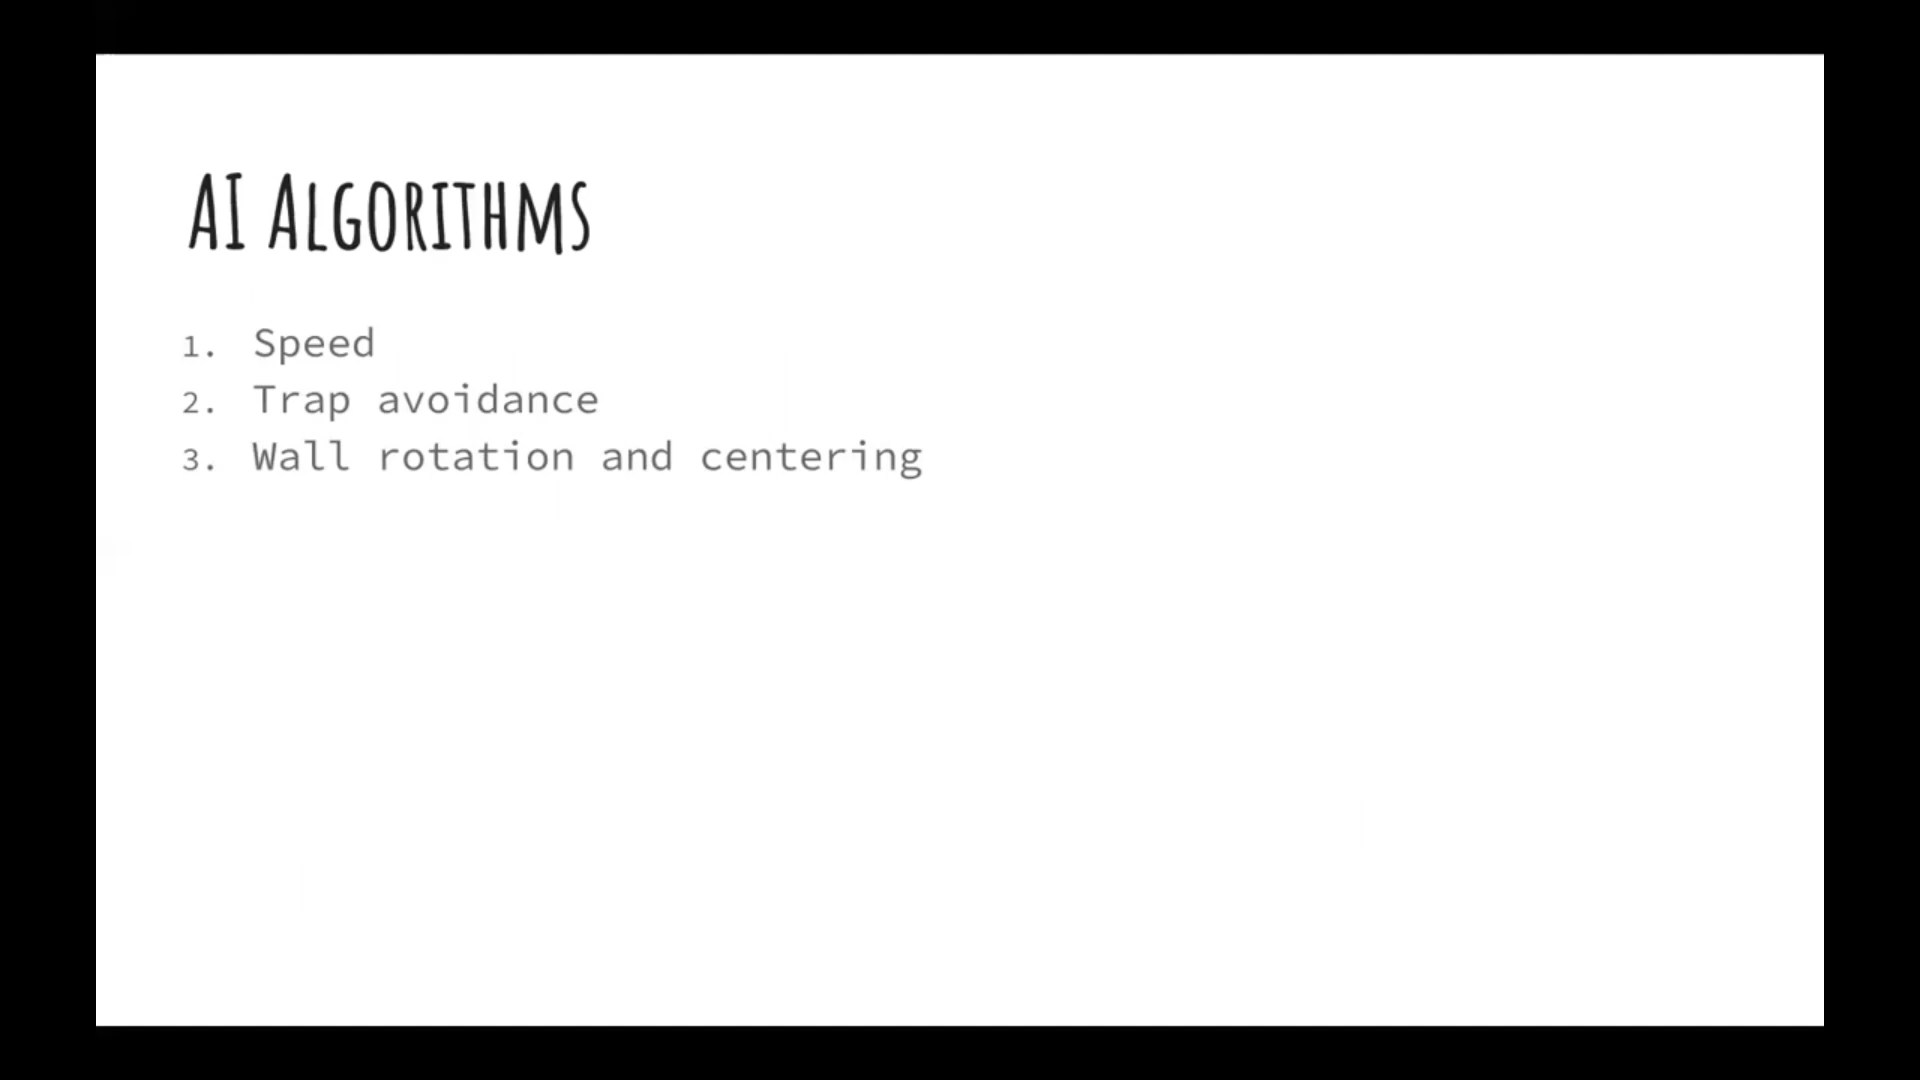 AI Algorithms
1. Speed
2. Trap avoidance
3. Wall rotation and centering